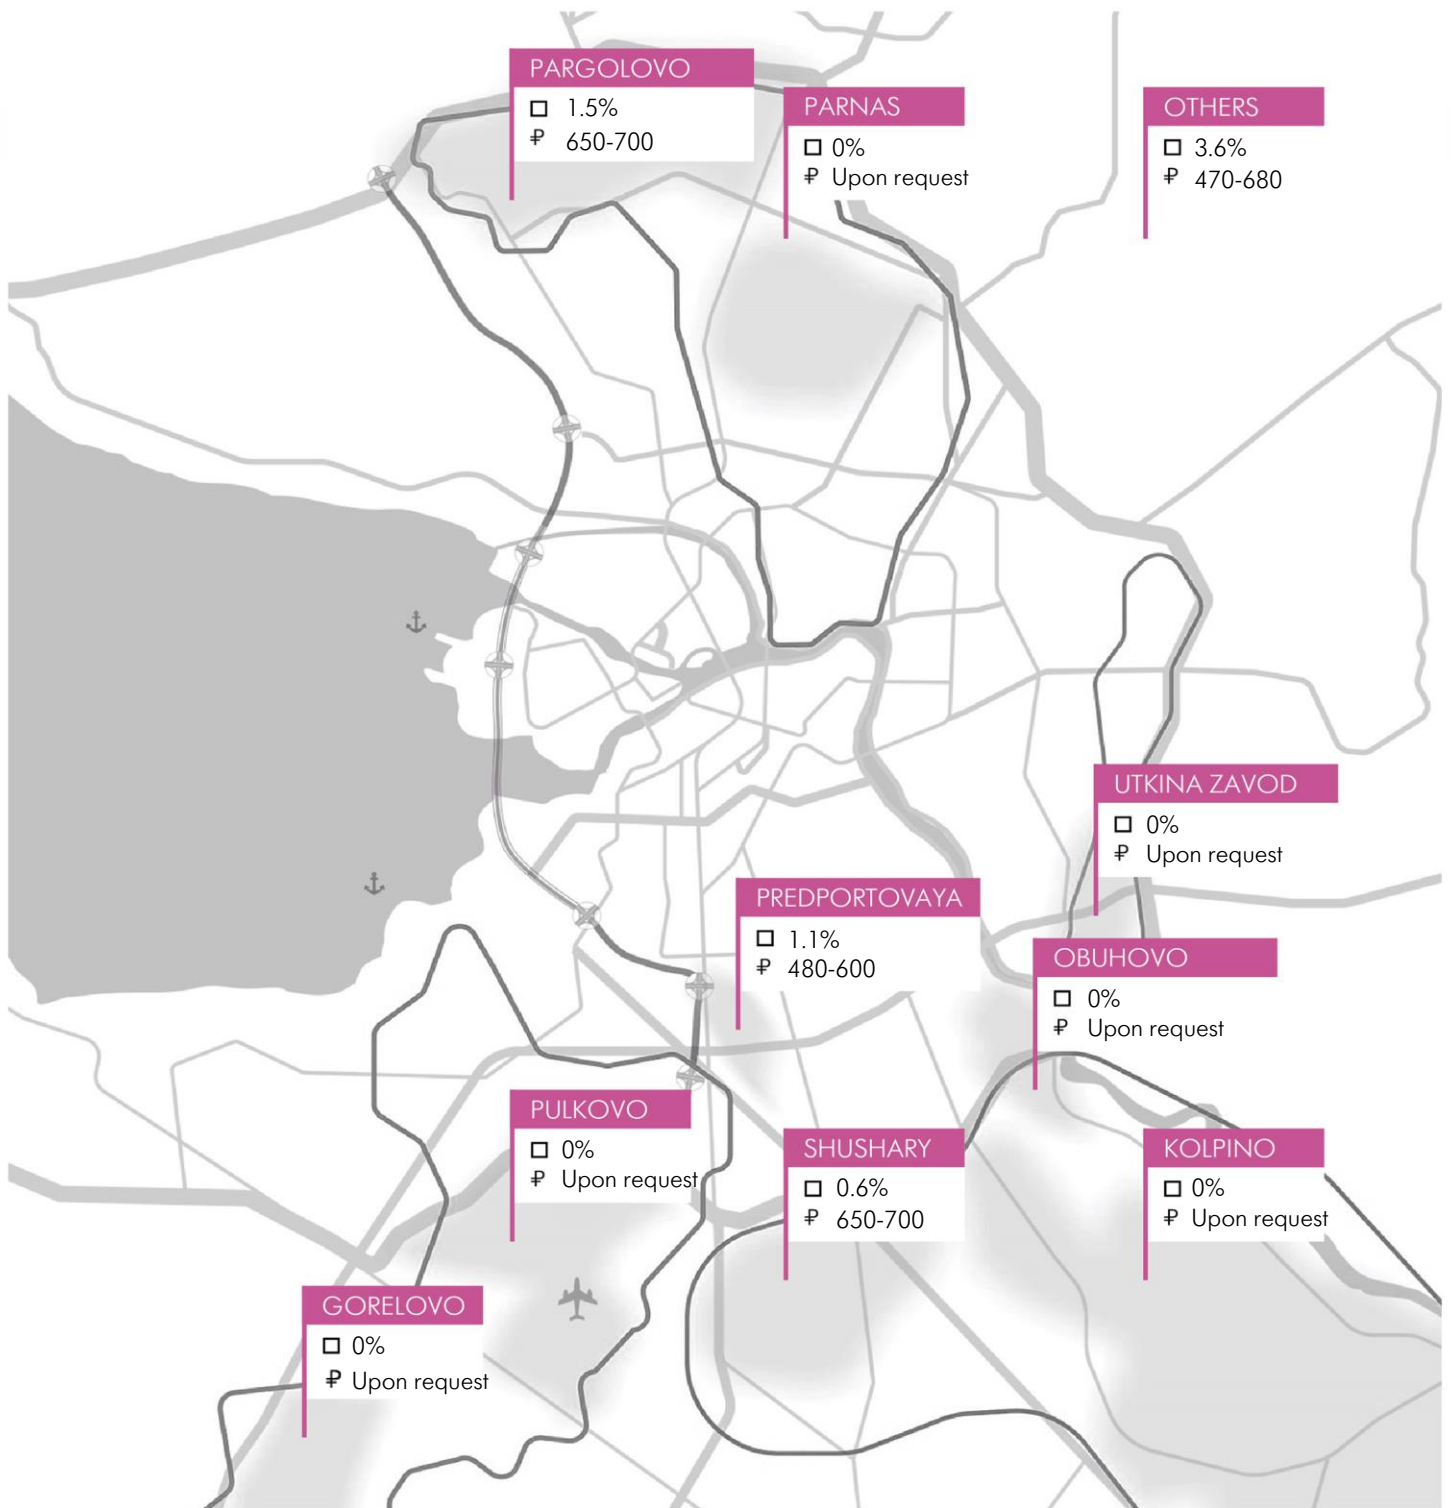 PARGOLOVO
1.5%
₽ 650-700
PARNAS
0%
₽ Upon request
OTHERS
3.6%
₽ 470-680
UTKINA ZAVOD
0%
₽ Upon request
PREDPORTOVAYA
1.1%
₽ 480-600
OBUHOVO
0%
₽ Upon request
PULKOVO
0%
₽ Upon request
SHUSHARY
0.6%
₽ 650-700
KOLPINO
0%
₽ Upon request
GORELOVO
0%
₽ Upon request